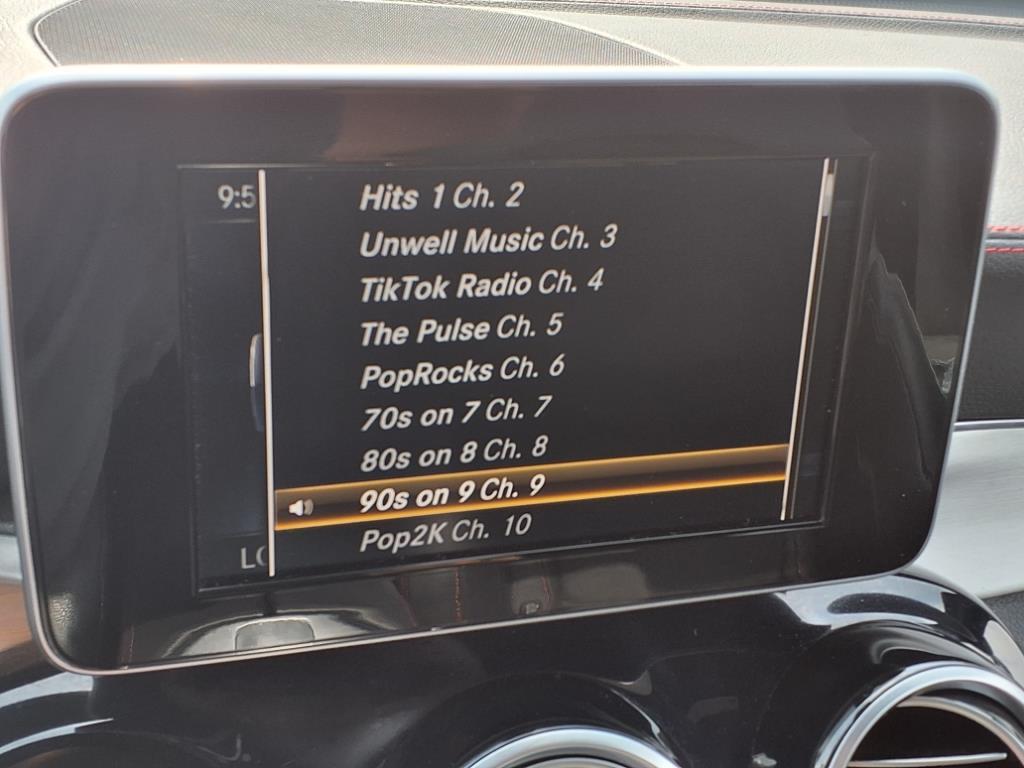 9:5
Hits 1 Ch. 2
Unwell Music Ch. 3
TikTok Radio Ch. 4
The Pulse Ch. 5
PopRocks Ch. 6
70s on 7 Ch. 7
80s on 8 Ch. 8
90s on 9 Ch. 9
Pop2K Ch. 10